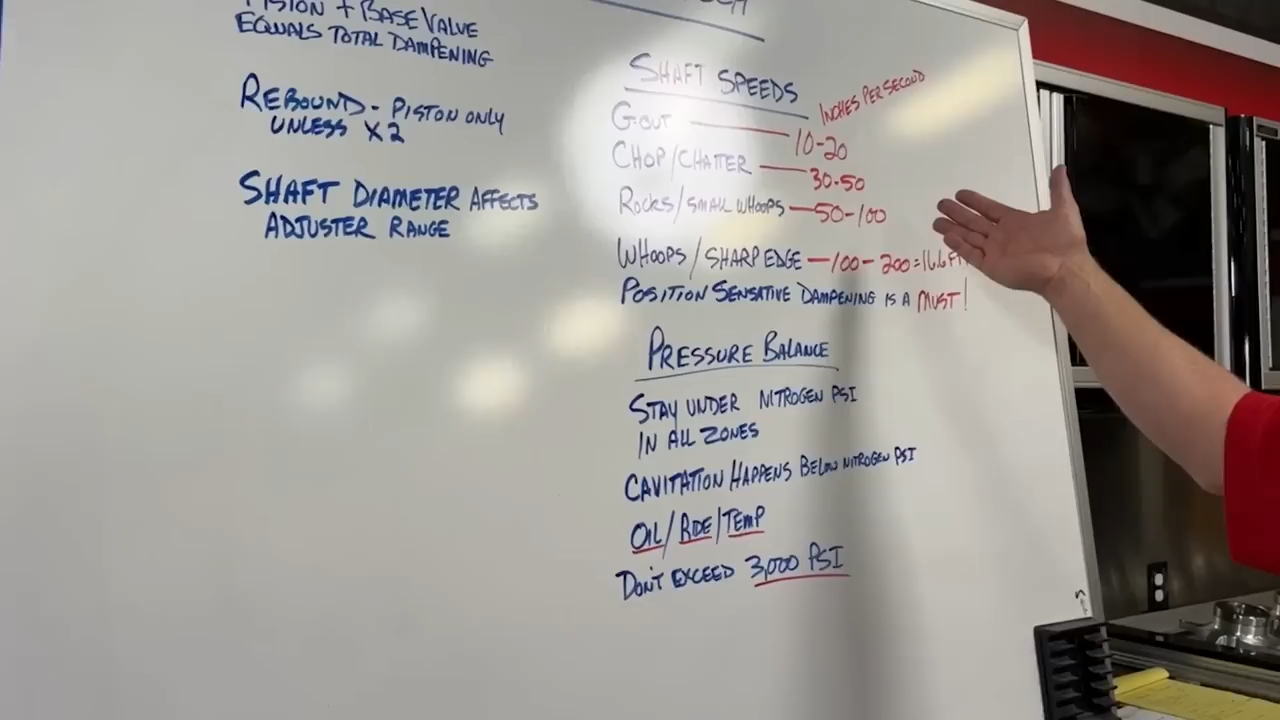 PISTON + BASE VALVE
EQUALS TOTAL DAMPENING
REBOUND - PISTON ONLY
UNLESS X2
SHAFT DIAMETER AFFECTS
ADJUSTER RANGE
SHAFT SPEEDS
INCHES PER SECOND
G-OUT — 10-20
CHOP/CHATTER — 30-50
ROCKS/SMALL WHOOPS — 50-100
WHOOPS/SHARP EDGE — 100-200 = 16.6 FT
POSITION SENSATIVE DAMPENING IS A MUST!
PRESSURE BALANCE
STAY UNDER NITROGEN PSI
IN ALL ZONES
CAVITATION HAPPENS BELOW NITROGEN PSI
OIL/RIDE/TEMP
DON'T EXCEED 3,000 PSI